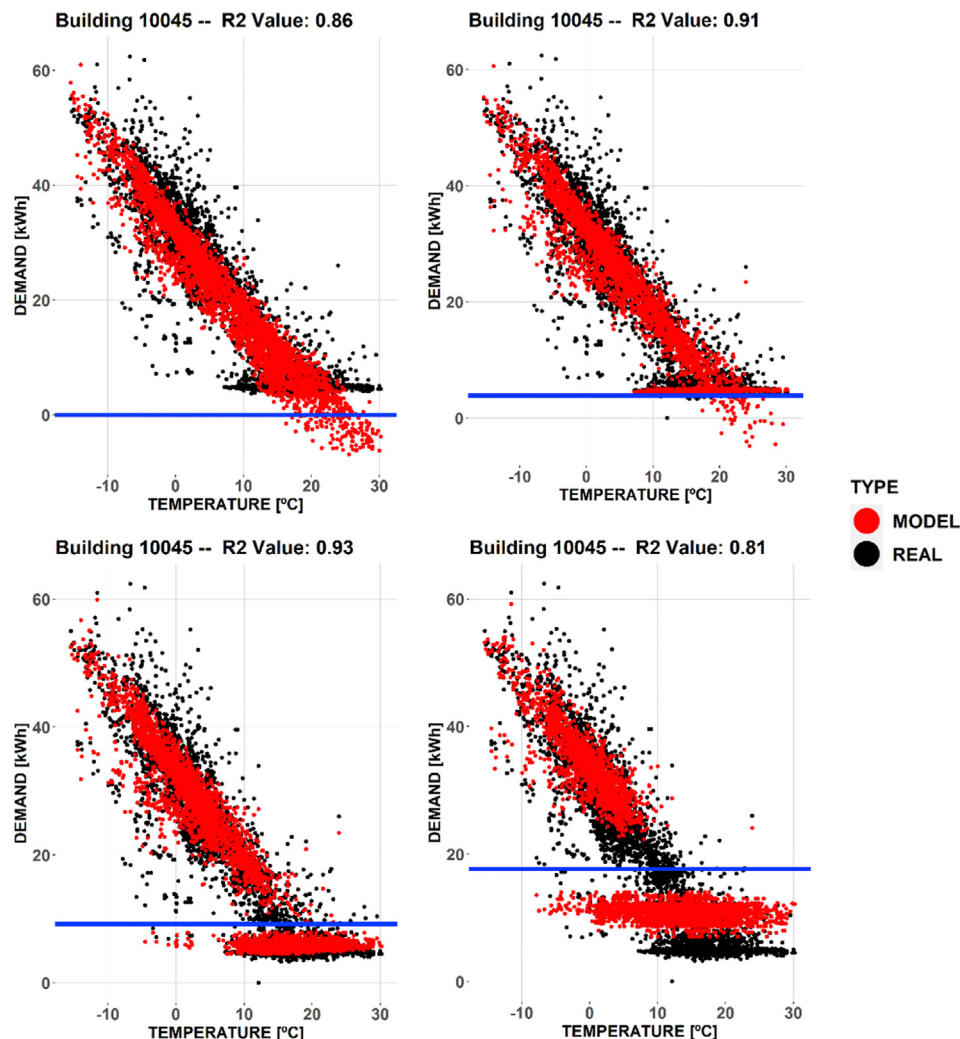 Building 10045 -- R2 Value: 0.86
Building 10045 -- R2 Value: 0.91
60
40
20
0
DEMAND [kWh]
-10
0
10
20
30
TEMPERATURE [ºC]
60
40
20
0
DEMAND [kWh]
-10
0
10
20
30
TEMPERATURE [ºC]
TYPE
MODEL
REAL
Building 10045 -- R2 Value: 0.93
Building 10045 -- R2 Value: 0.81
60
40
20
0
DEMAND [kWh]
-10
0
10
20
30
TEMPERATURE [ºC]
60
40
20
0
DEMAND [kWh]
-10
0
10
20
30
TEMPERATURE [ºC]